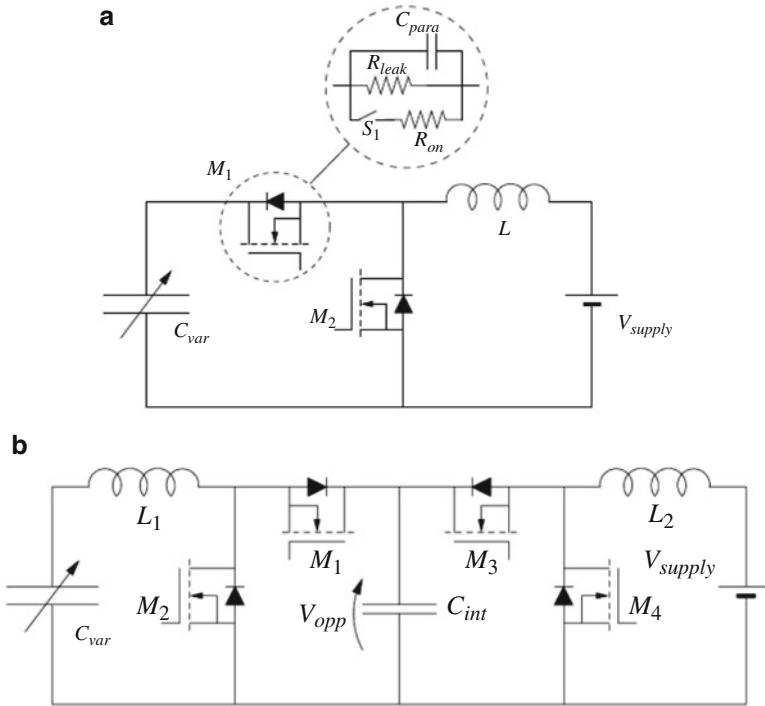 a
C_para
R_leak
S_1
R_on
M_1
L
M_2
C_var
V_supply
b
L_1
L_2
M_1
M_3
V_supply
M_2
M_4
V_opp
C_int
C_var